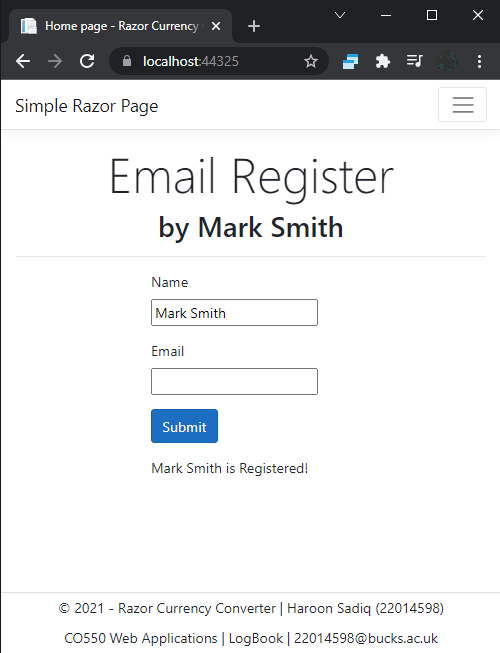 Home page - Razor Currency
localhost:44325
Simple Razor Page
Email Register
by Mark Smith
Name
Mark Smith
Email
Submit
Mark Smith is Registered!
© 2021 - Razor Currency Converter | Haroon Sadiq (22014598)
CO550 Web Applications | LogBook | 22014598@bucks.ac.uk